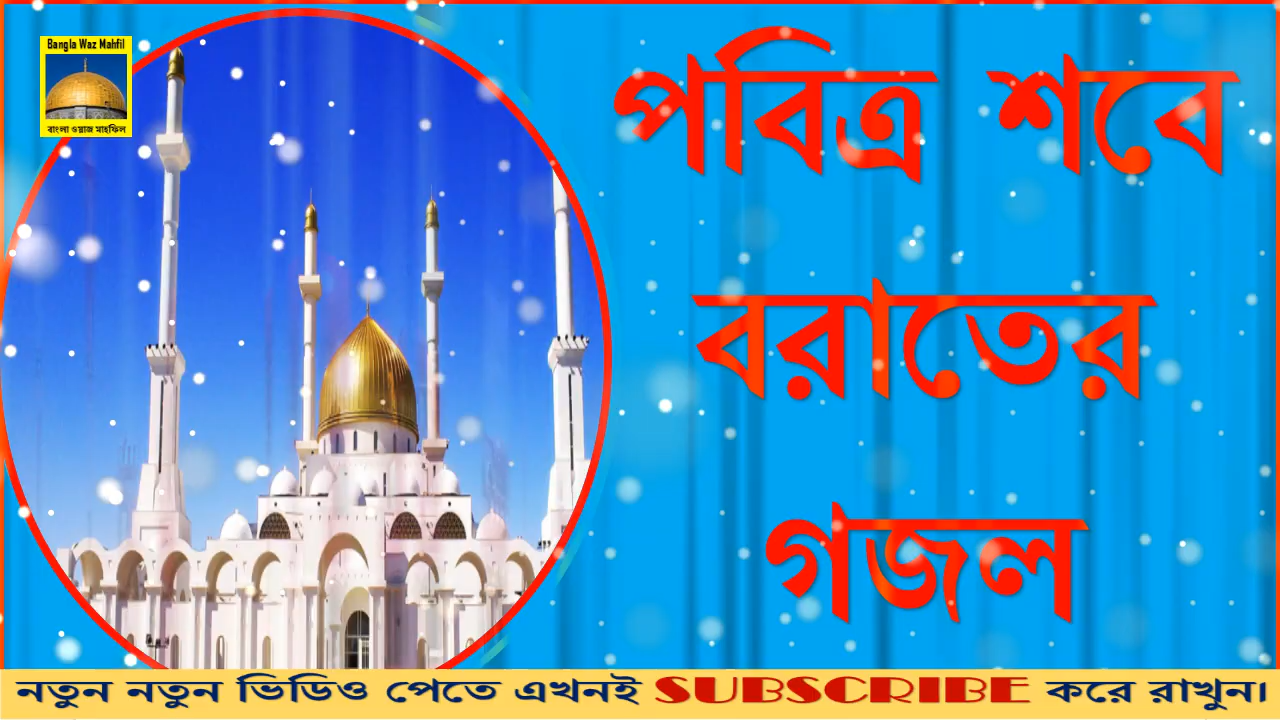 Bangla Waz Mahfil
বাংলা ওয়াজ মাহফিল
পবিত্র শবে
বরাতের
গজল
নতুন নতুন ভিডিও পেতে এখনই SUBSCRIBE করে রাখুন।